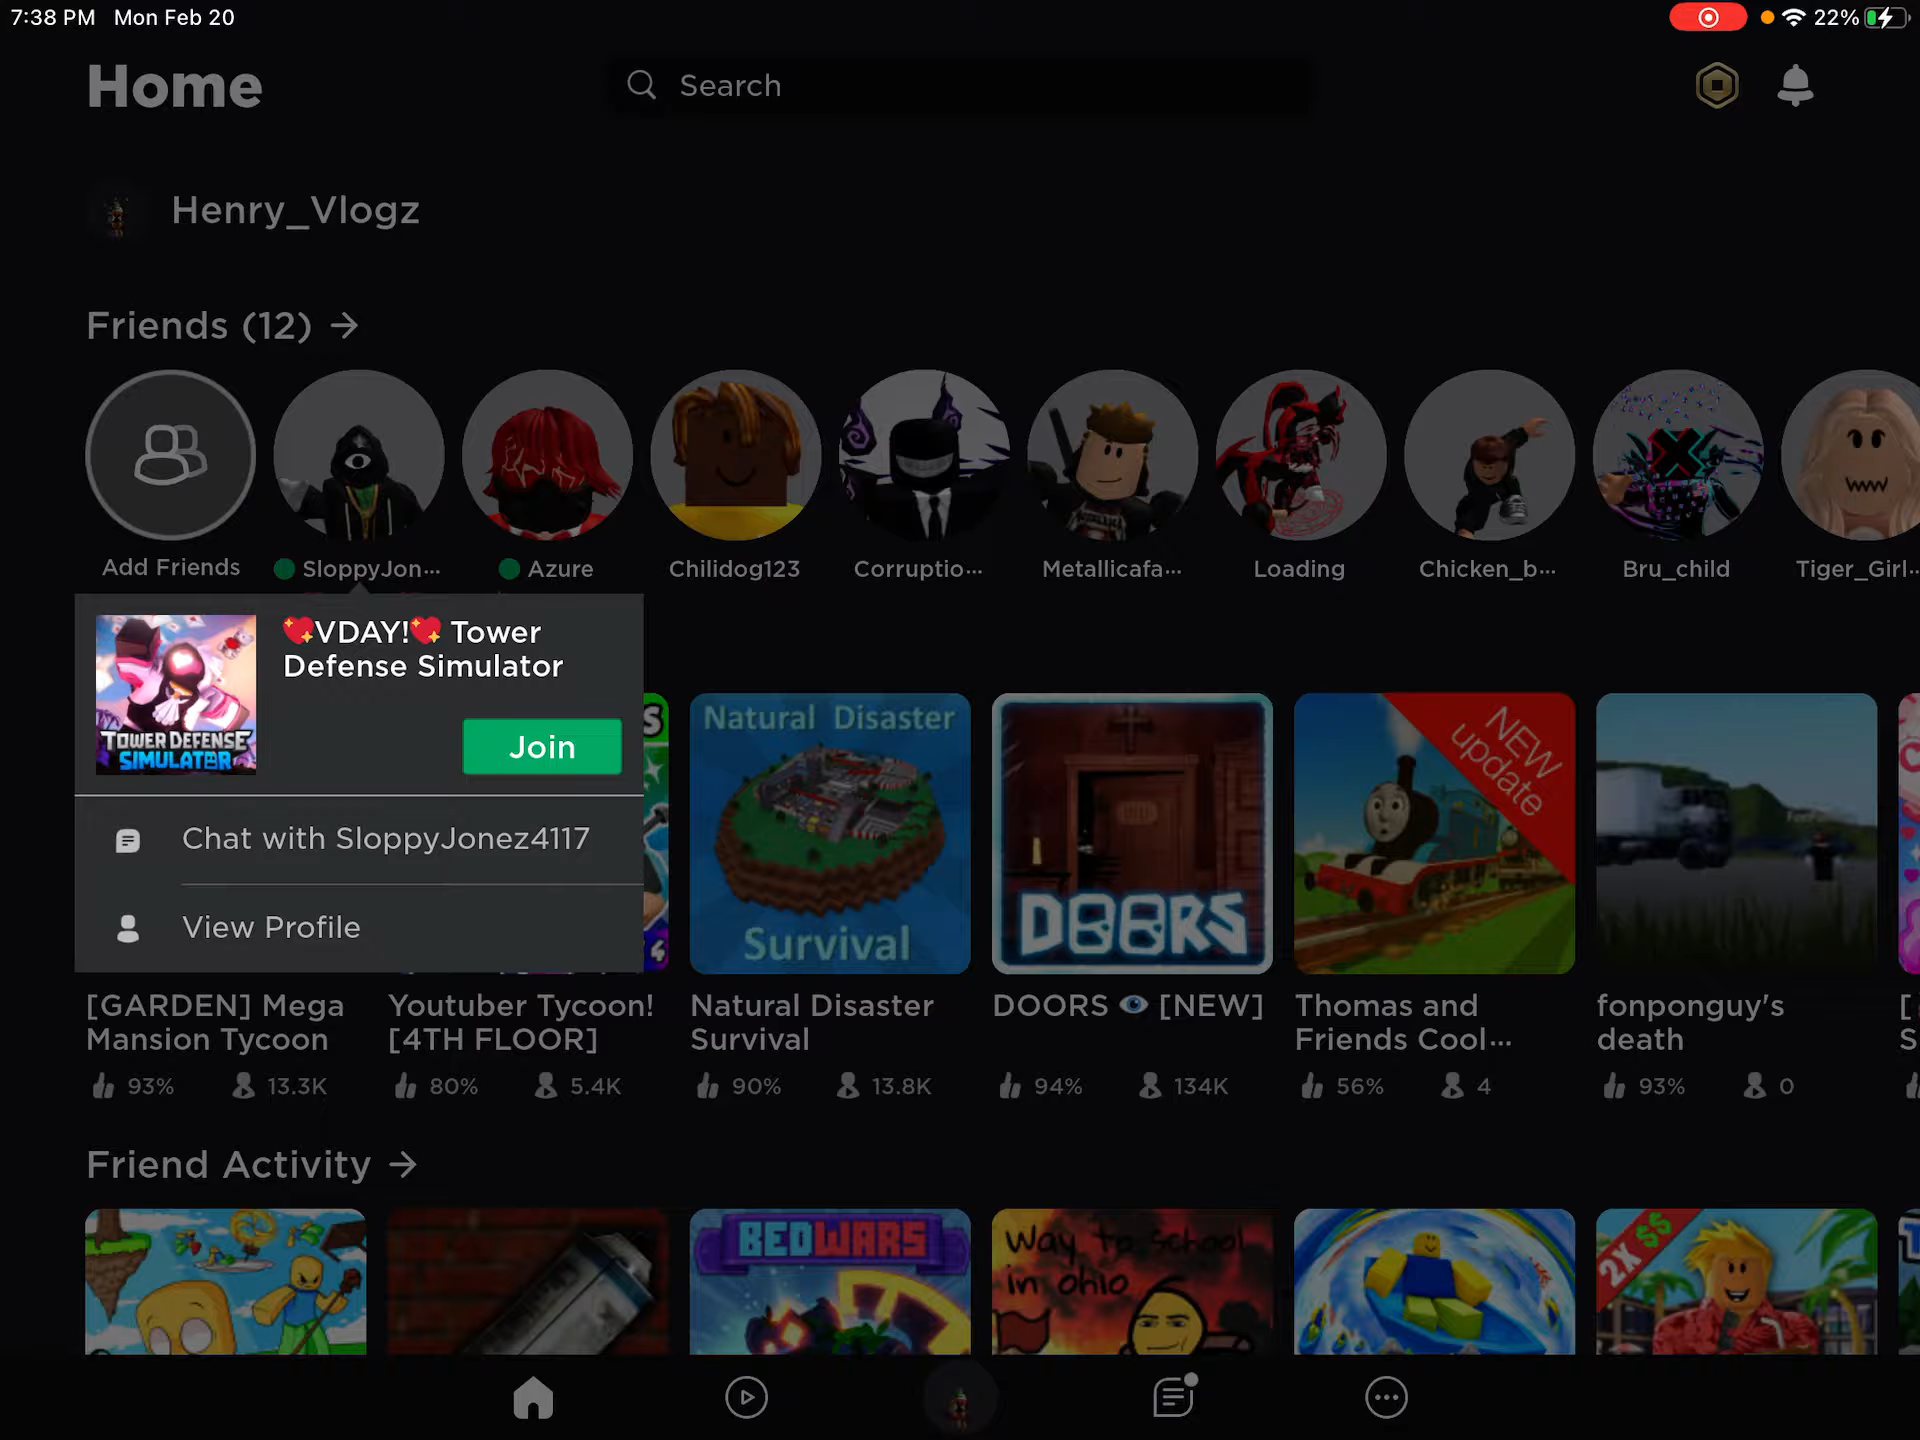 7:38 PM Mon Feb 20
22%
Home
Search
Henry_Vlogz
Friends (12) →
Add Friends
SloppyJon...
Azure
Chilidog123
Corruptio...
Metallicafa...
Loading
Chicken_b...
Bru_child
Tiger_Girl...
💖VDAY!💖 Tower
Defense Simulator
TOWER DEFENSE
SIMULATOR
Join
Chat with SloppyJonez4117
View Profile
S
4
Natural Disaster
Survival
DOORS
NEW
update
[GARDEN] Mega
Mansion Tycoon
93% 13.3K
Youtuber Tycoon!
[4TH FLOOR]
80% 5.4K
Natural Disaster
Survival
90% 13.8K
DOORS 👁 [NEW]
94% 134K
Thomas and
Friends Cool...
56% 4
fonponguy's
death
93% 0
[
S
Friend Activity →
BEDWARS
Way to school
in ohio
2X $$